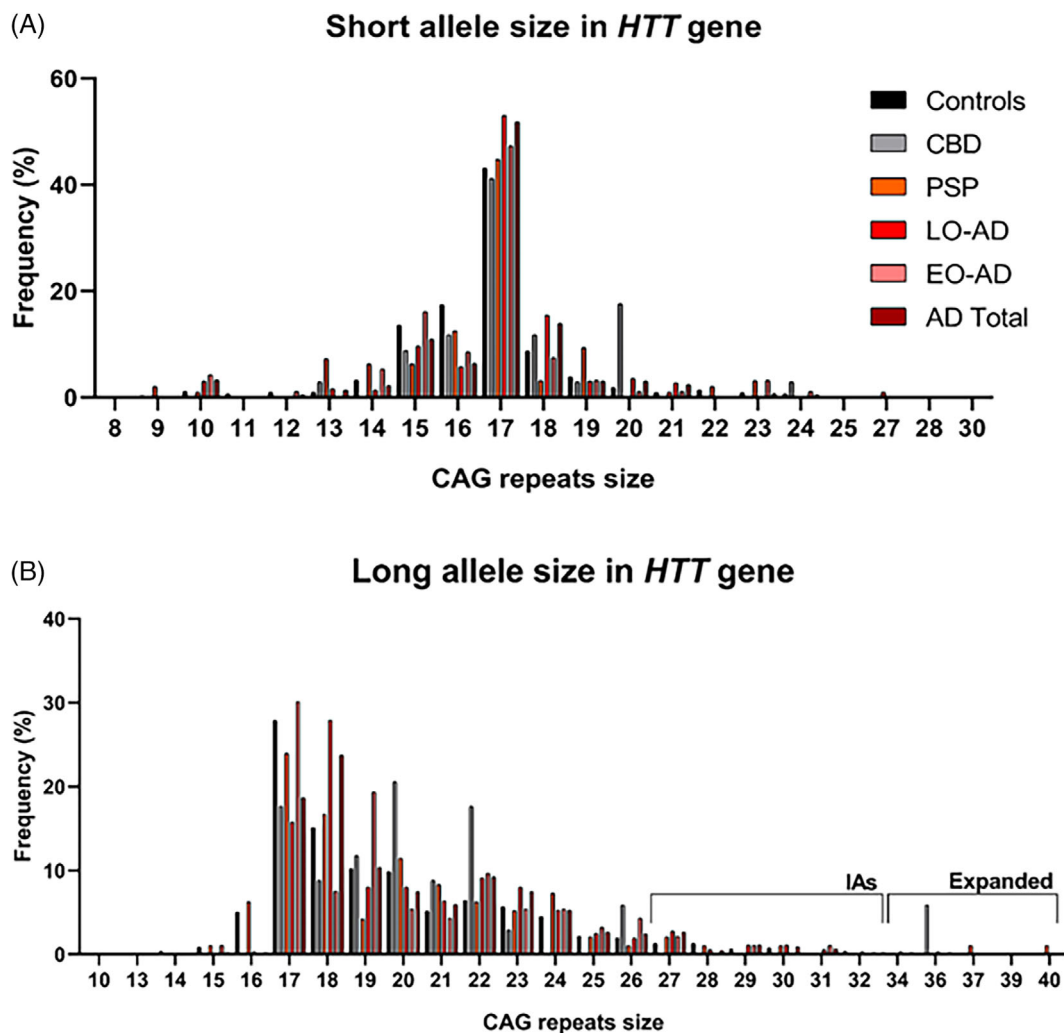 (A)
Short allele size in HTT gene
60
40
20
0
Frequency (%)
Controls
CBD
PSP
LO-AD
EO-AD
AD Total
8 9 10 11 12 13 14 15 16 17 18 19 20 21 22 23 24 25 27 28 30
CAG repeats size
(B)
Long allele size in HTT gene
40
30
20
10
0
Frequency (%)
IAs
Expanded
10 13 14 15 16 17 18 19 20 21 22 23 24 25 26 27 28 29 30 31 32 34 36 37 39 40
CAG repeats size